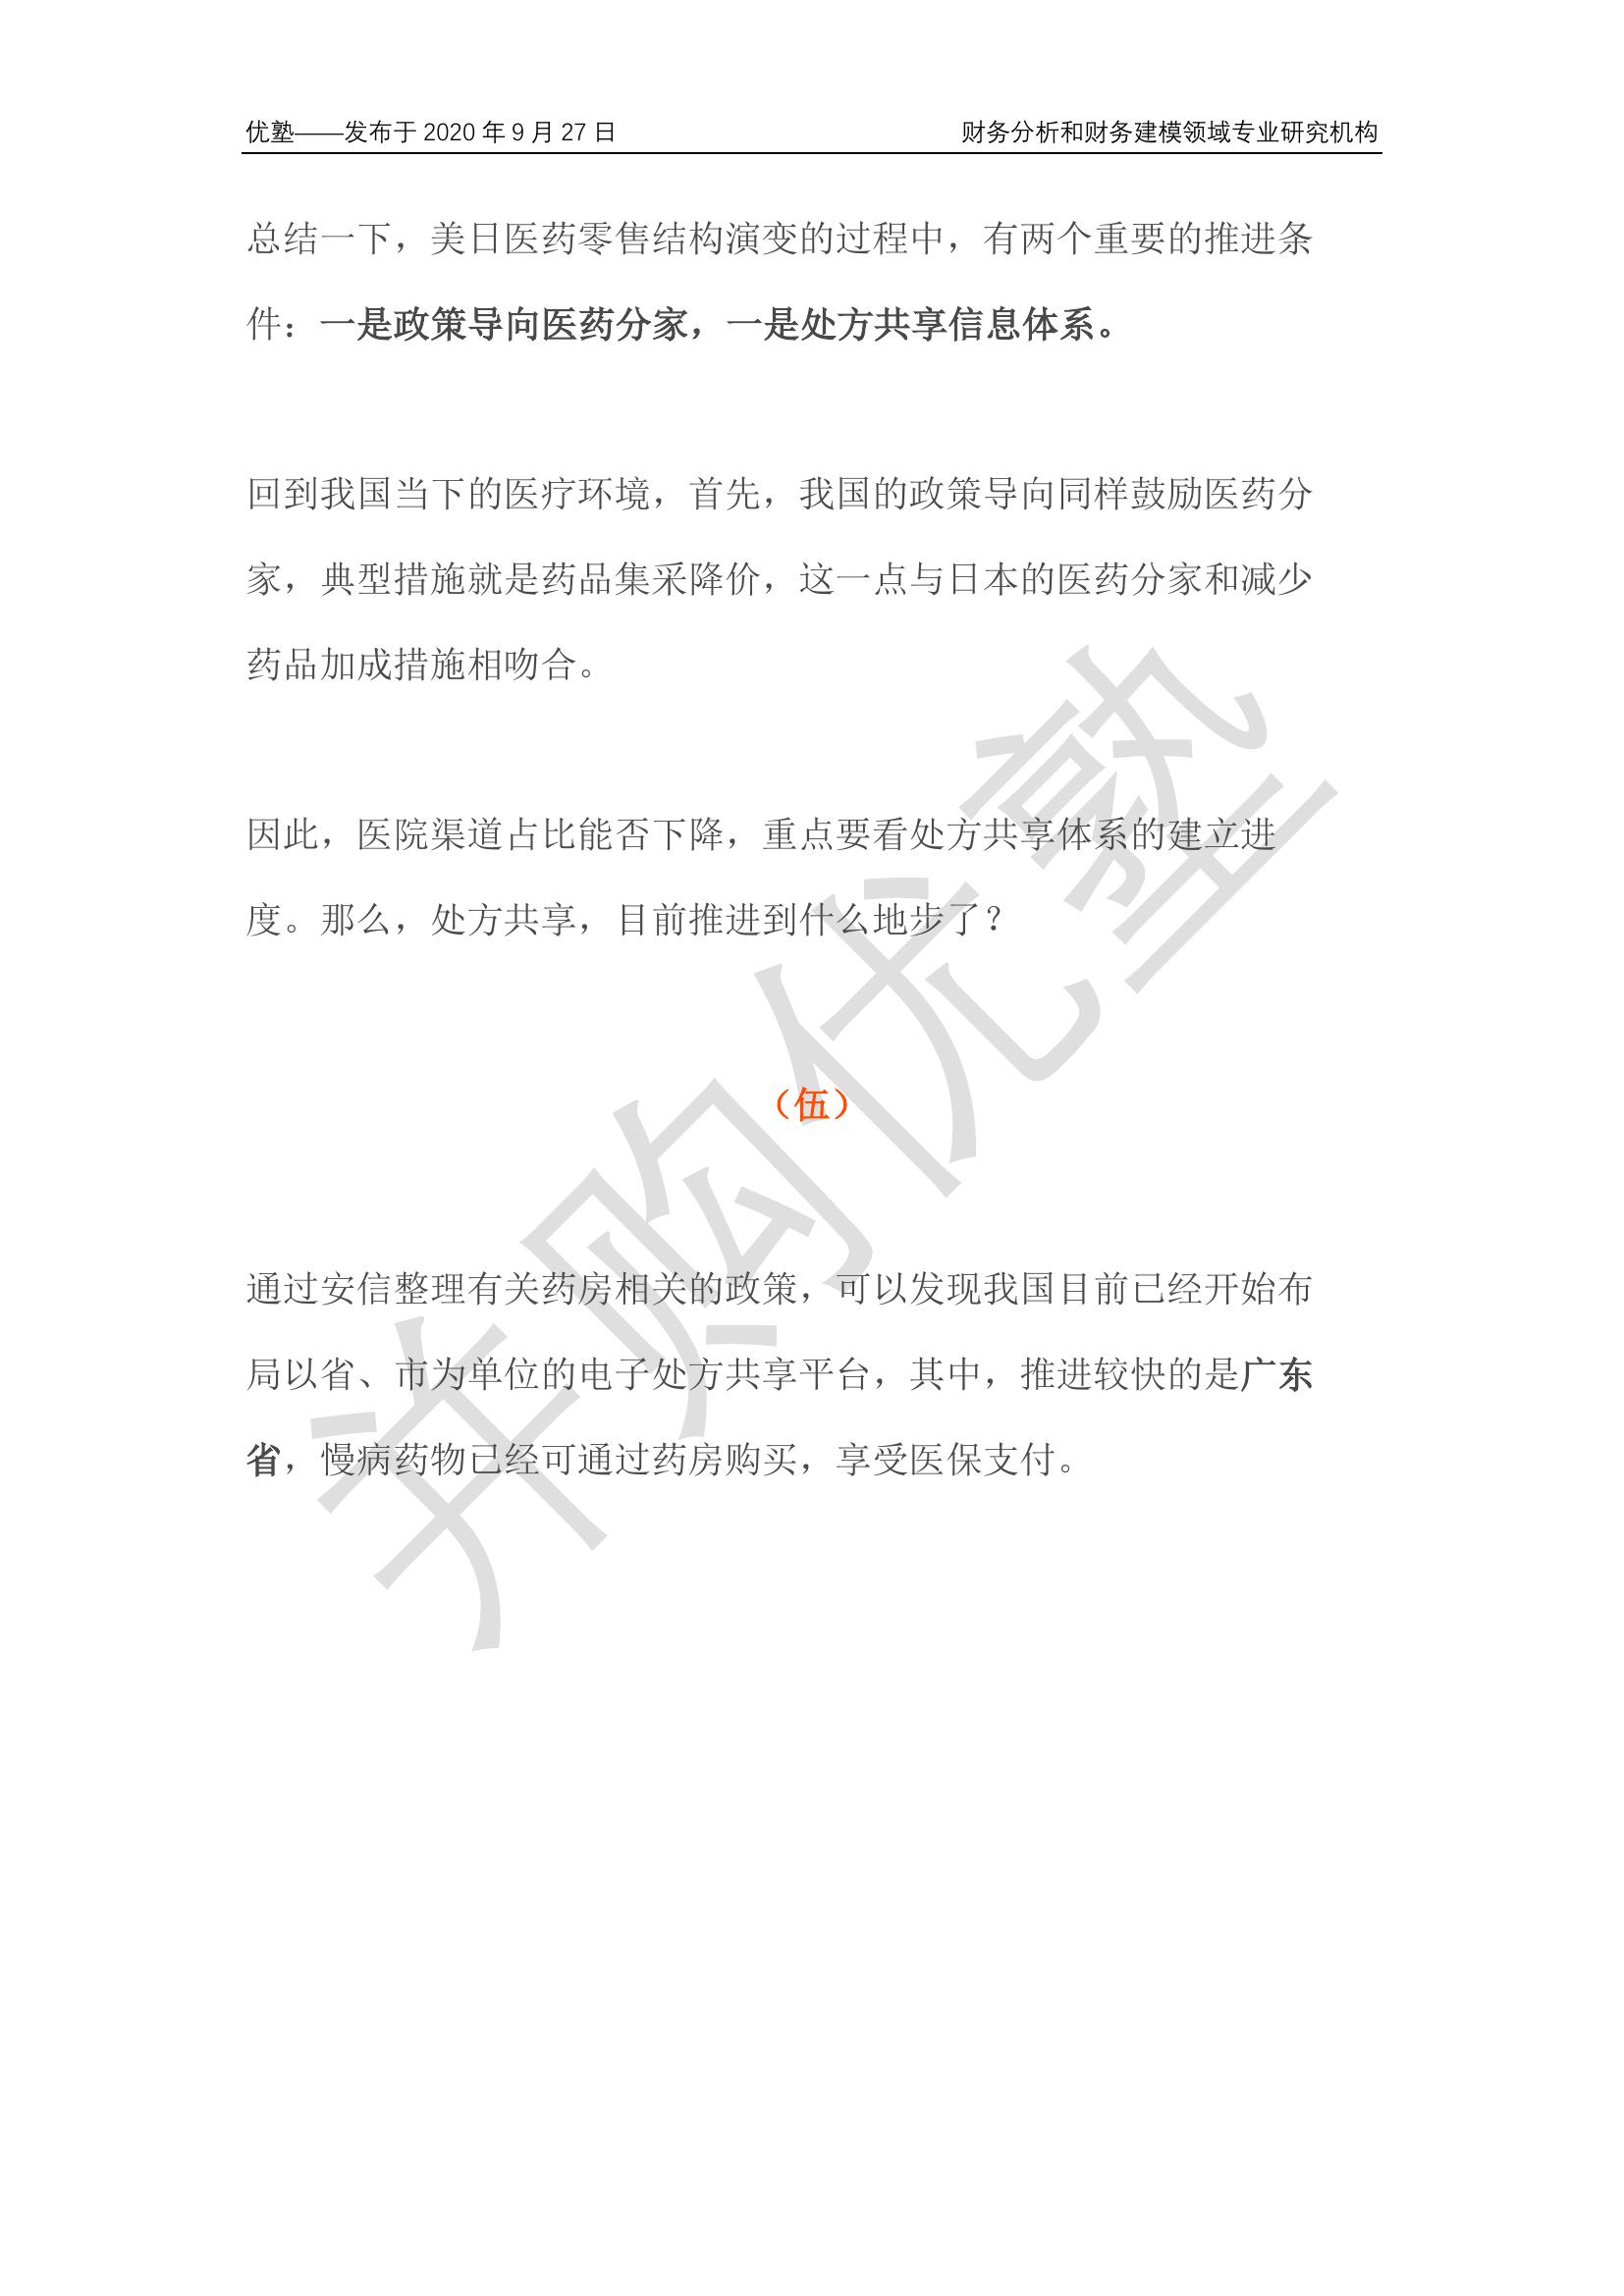 优塾——发布于 2020 年 9 月 27 日
财务分析和财务建模领域专业研究机构
总结一下，美日医药零售结构演变的过程中，有两个重要的推进条
件：一是政策导向医药分家，一是处方共享信息体系。
回到我国当下的医疗环境，首先，我国的政策导向同样鼓励医药分
家，典型措施就是药品集采降价，这一点与日本的医药分家和减少
药品加成措施相吻合。
因此，医院渠道占比能否下降，重点要看处方共享体系的建立进
度。那么，处方共享，目前推进到什么地步了？
（伍）
通过安信整理有关药房相关的政策，可以发现我国目前已经开始布
局以省、市为单位的电子处方共享平台，其中，推进较快的是广东
省，慢病药物已经可通过药房购买，享受医保支付。
并购优塾